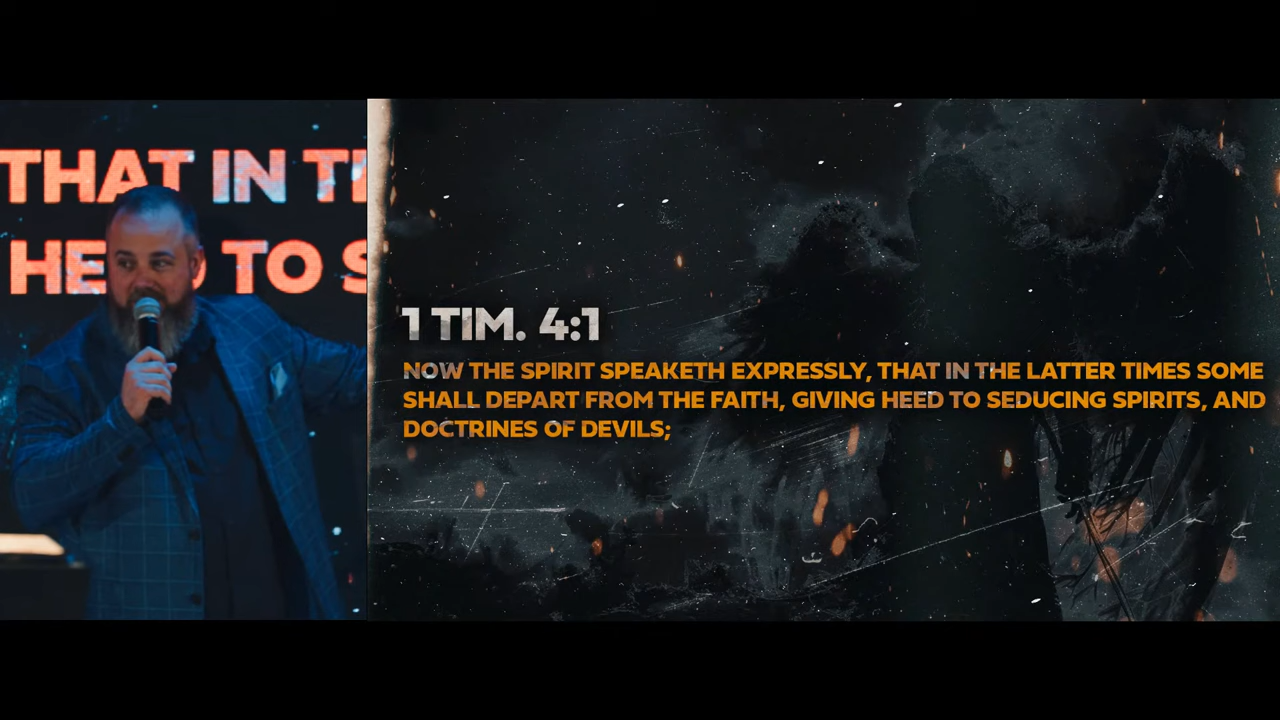 THAT IN
HE TO S
1 TIM. 4:1
NOW THE SPIRIT SPEAKETH EXPRESSLY, THAT IN THE LATTER TIMES SOME
SHALL DEPART FROM THE FAITH, GIVING HEED TO SEDUCING SPIRITS, AND
DOCTRINES OF DEVILS;